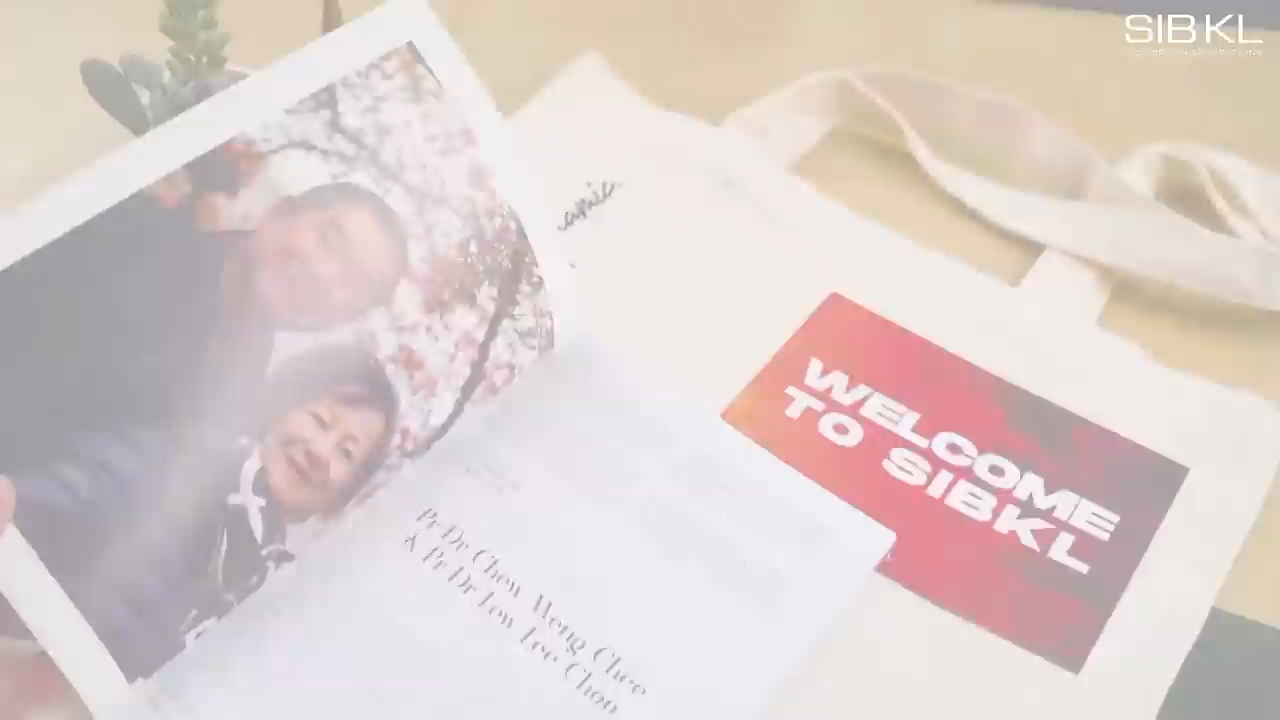 SIBKL
WELCOME
TO SIBKL
Pr Dr Chew Weng Chee
& Pr Dr Lew Lee Choo